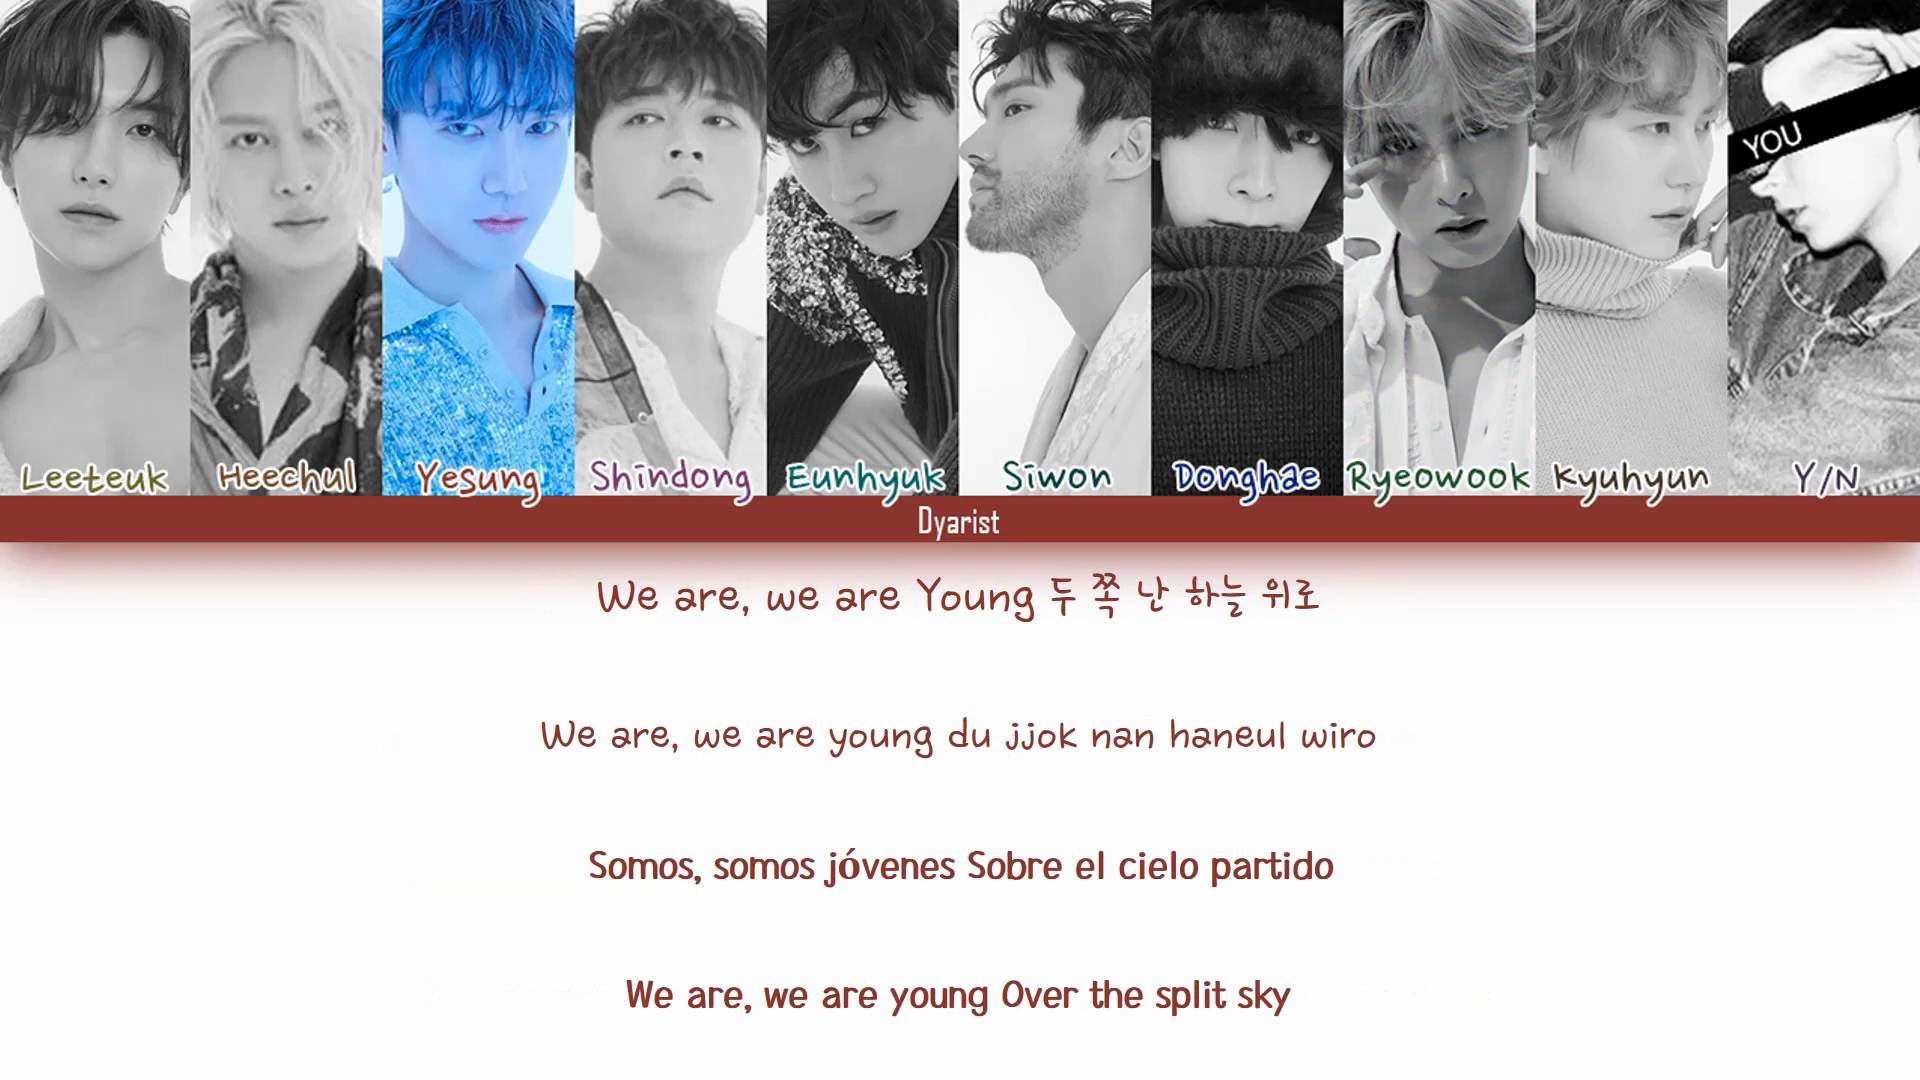 YOU
Leeteuk Heechul Yesung Shindong Eunhyuk Siwon Donghae Ryeowook Kyuhyun Y/N
Dyarist
We are, we are Young 두 쪽 난 하늘 위로
We are, we are young du jjok nan haneul wiro
Somos, somos jóvenes Sobre el cielo partido
We are, we are young Over the split sky